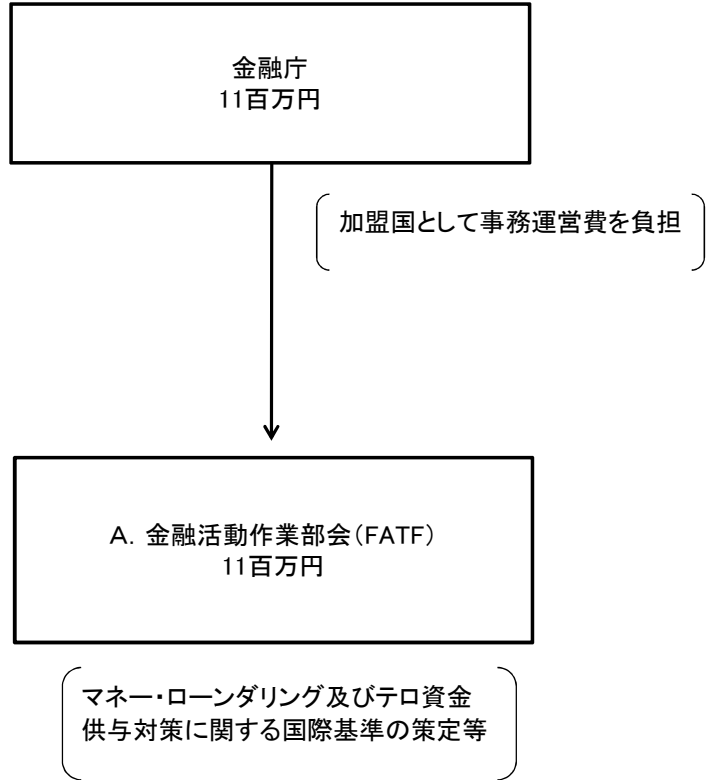 金融庁
11百万円
加盟国として事務運営費を負担
A．金融活動作業部会（FATF）
11百万円
マネー・ローンダリング及びテロ資金
供与対策に関する国際基準の策定等